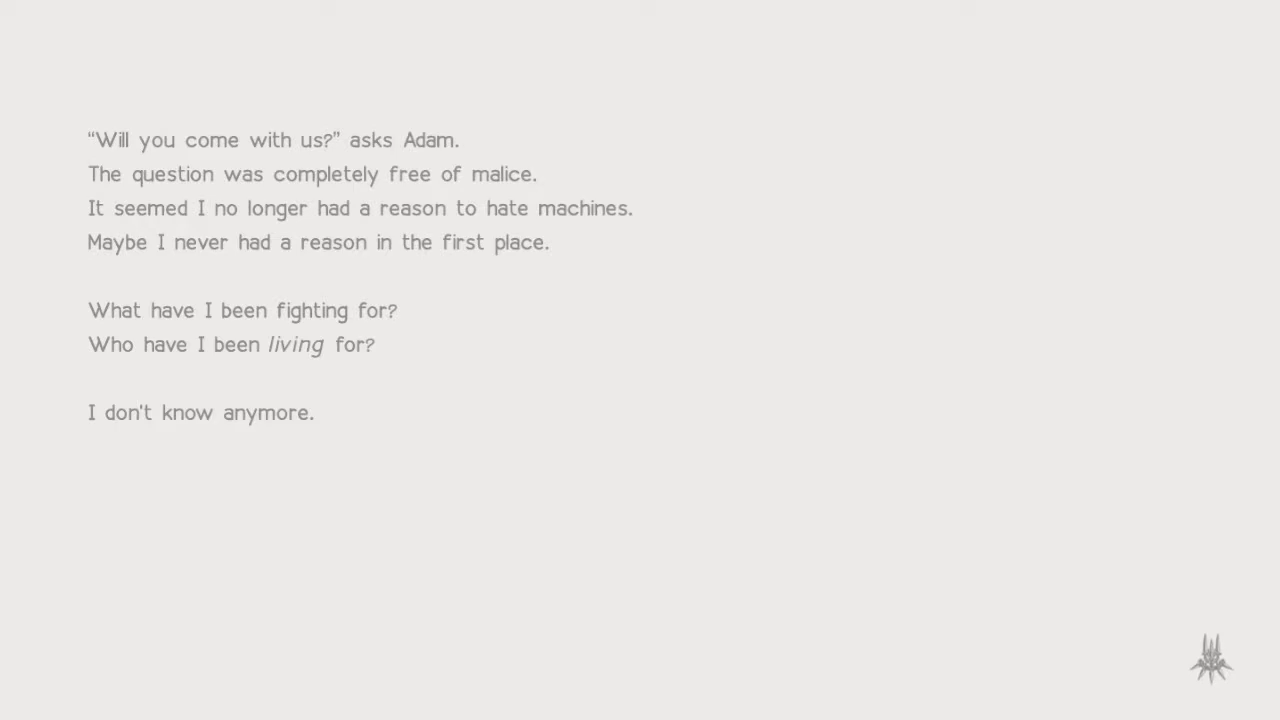 “Will you come with us?” asks Adam.
The question was completely free of malice.
It seemed I no longer had a reason to hate machines.
Maybe I never had a reason in the first place.
What have I been fighting for?
Who have I been living for?
I don't know anymore.